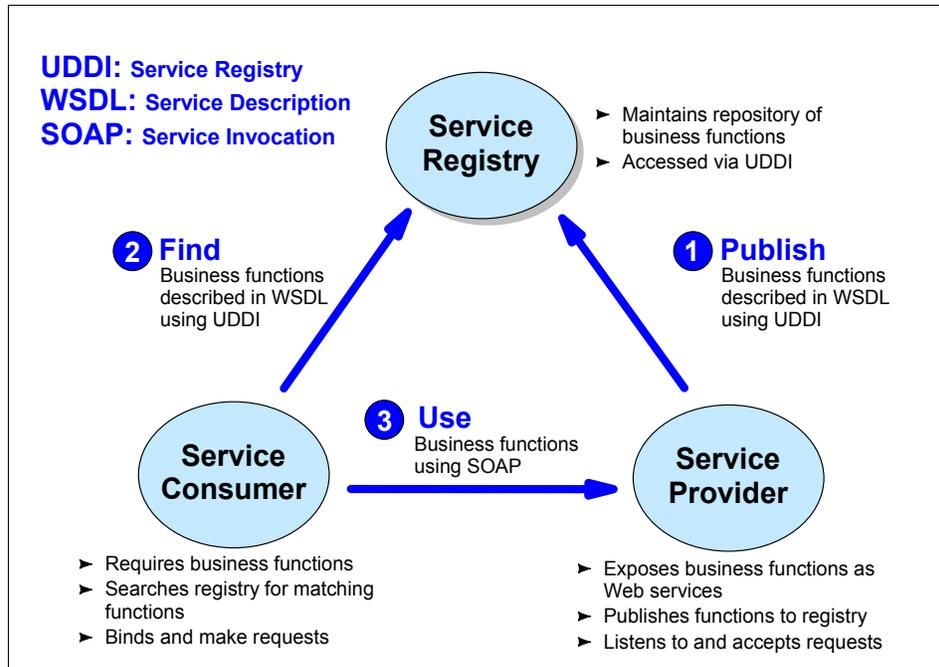 UDDI: Service Registry
WSDL: Service Description
SOAP: Service Invocation
Service
Registry
➤ Maintains repository of
business functions
➤ Accessed via UDDI
2 Find
Business functions
described in WSDL
using UDDI
1 Publish
Business functions
described in WSDL
using UDDI
3 Use
Business functions
using SOAP
Service
Consumer
Service
Provider
➤ Requires business functions
➤ Searches registry for matching
functions
➤ Binds and make requests
➤ Exposes business functions as
Web services
➤ Publishes functions to registry
➤ Listens to and accepts requests